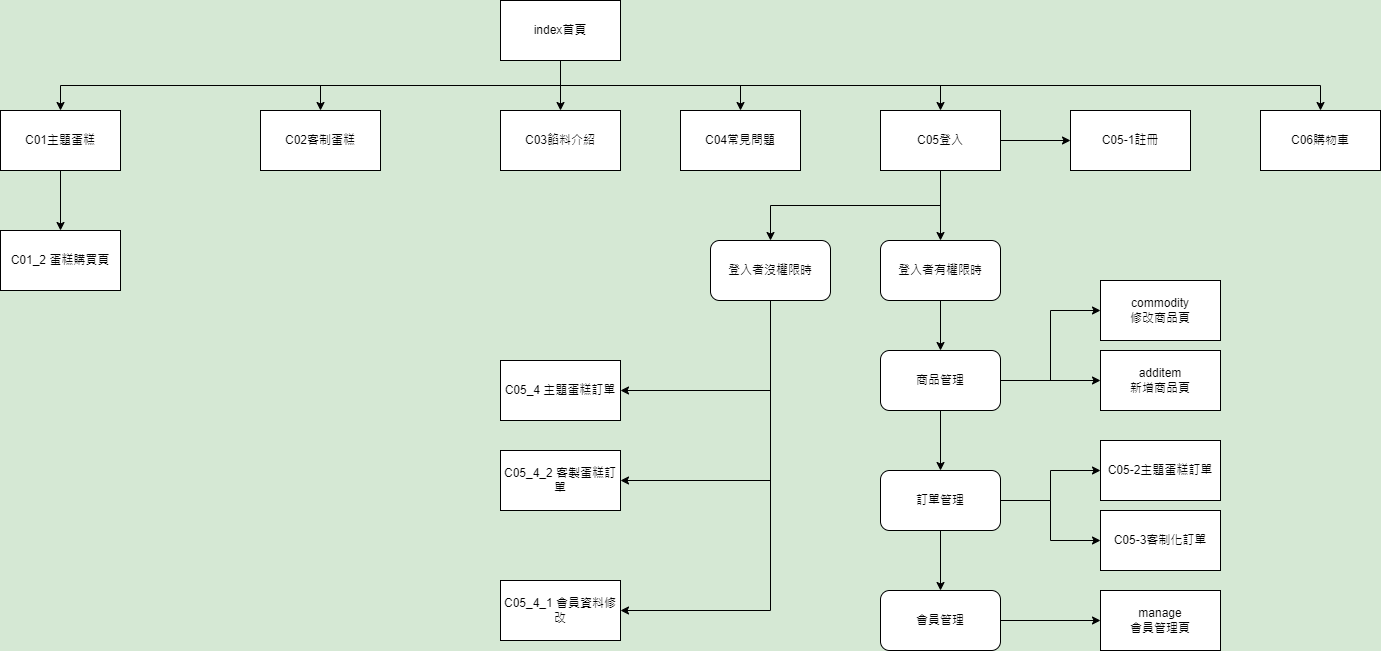 index首頁
C01主題蛋糕
C02客制蛋糕
C03餡料介紹
C04常見問題
C05登入
C05-1註冊
C06購物車
C01_2 蛋糕購買頁
登入者沒權限時
登入者有權限時
commodity
修改商品頁
商品管理
additem
新增商品頁
C05_4 主題蛋糕訂單
C05_4_2 客製蛋糕訂
單
訂單管理
C05-2主題蛋糕訂單
C05-3客制化訂單
C05_4_1 會員資料修
改
會員管理
manage
會員管理頁